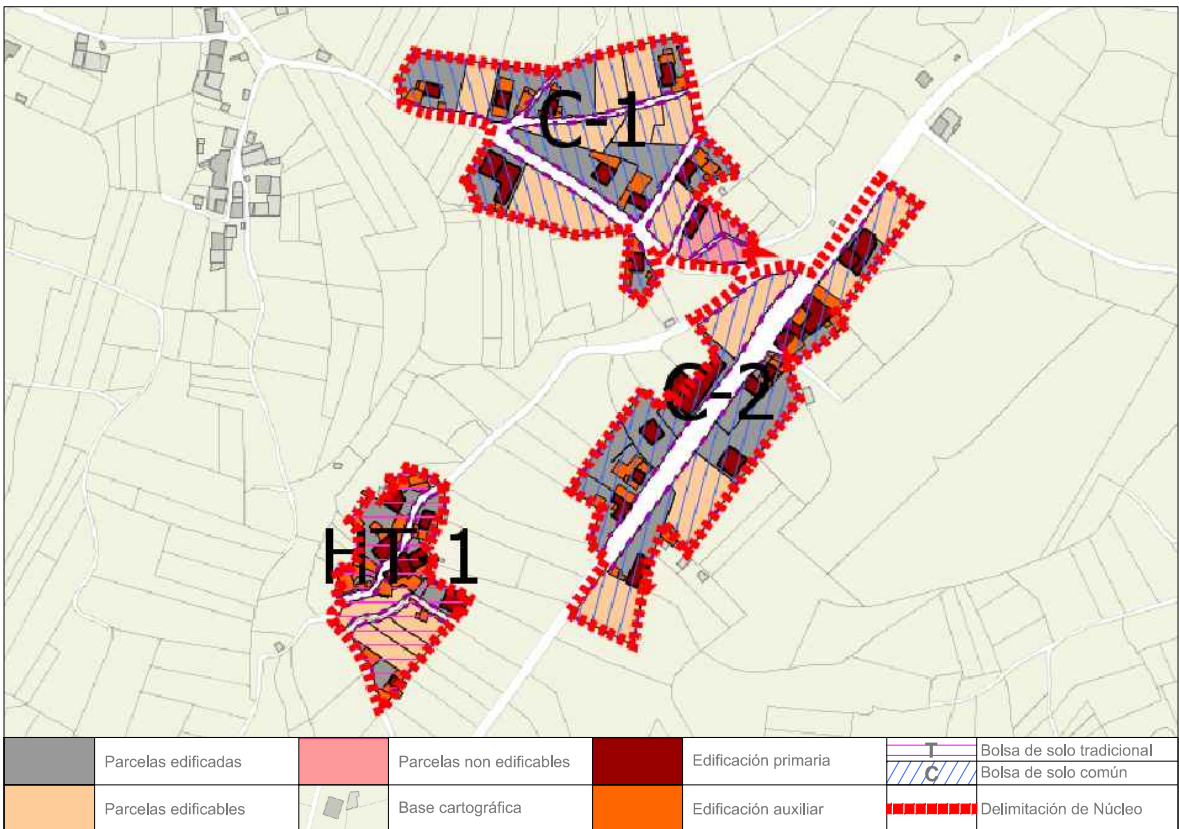 C-1
C-2
HT-1
Parcelas edificadas
Parcelas non edificables
Edificación primaria
T
Bolsa de solo tradicional
C
Bolsa de solo común
Parcelas edificables
Base cartográfica
Edificación auxiliar
Delimitación de Núcleo